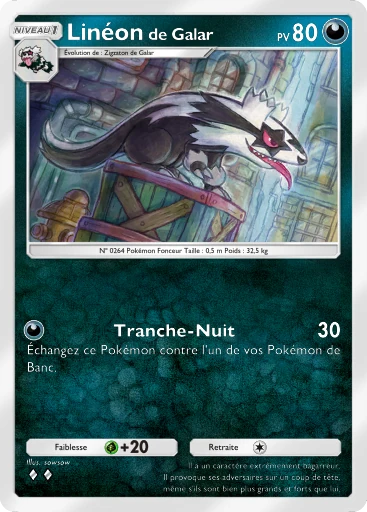 NIVEAU 1
Linéon de Galar
PV 80
Évolution de : Zigzaton de Galar
N° 0264 Pokémon Fonceur Taille : 0,5 m Poids : 32,5 kg
Tranche-Nuit 30
Échangez ce Pokémon contre l'un de vos Pokémon de
Banc.
Faiblesse +20 Retraite
Illus. sowsow
Il a un caractère extrêmement bagarreur.
Il provoque ses adversaires sur un coup de tête,
même s'ils sont bien plus grands et forts que lui.